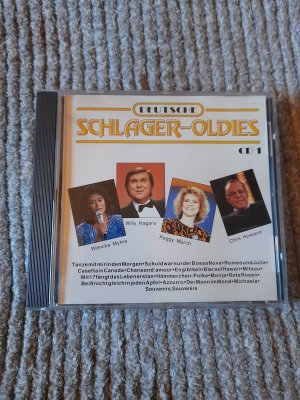 DEUTSCHE
SCHLAGER-OLDIES
CD 1
Wencke Myhre
Willy Hagara
Peggy March
Chris Howland
Tanze mit mir in den Morgen • Schuld war nur der Bossa Nova • Romeo und Julia •
Casetta in Canada • Chanson d'amour • Es gibt kein Bier auf Hawaii • Milsou •
Mit 17 fängt das Leben erst an • Hämmerchen-Polka • Monja • Rote Rosen •
Beiß nicht gleich in jeden Apfel • Azzurro • Der Mann im Mond • Michaela •
Souvenirs, Souvenirs